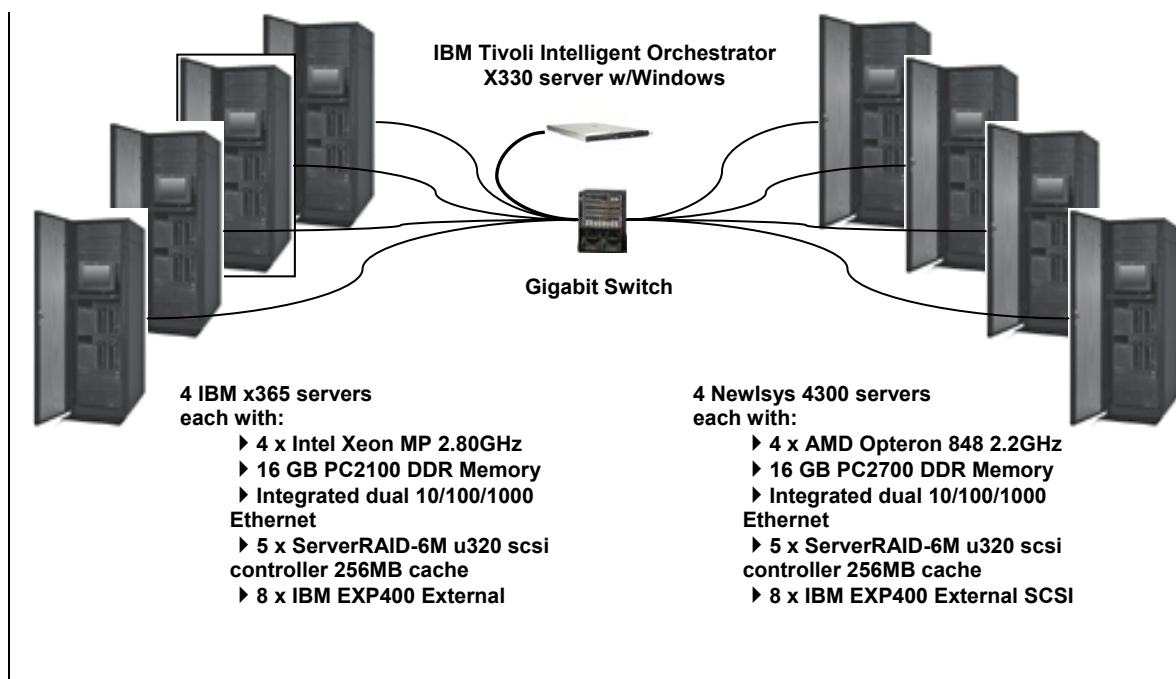 IBM Tivoli Intelligent Orchestrator
X330 server w/Windows
Gigabit Switch
4 IBM x365 servers
each with:
4 x Intel Xeon MP 2.80GHz
16 GB PC2100 DDR Memory
Integrated dual 10/100/1000
Ethernet
5 x ServerRAID-6M u320 scsi
controller 256MB cache
8 x IBM EXP400 External
4 Newlsys 4300 servers
each with:
4 x AMD Opteron 848 2.2GHz
16 GB PC2700 DDR Memory
Integrated dual 10/100/1000
Ethernet
5 x ServerRAID-6M u320 scsi
controller 256MB cache
8 x IBM EXP400 External SCSI